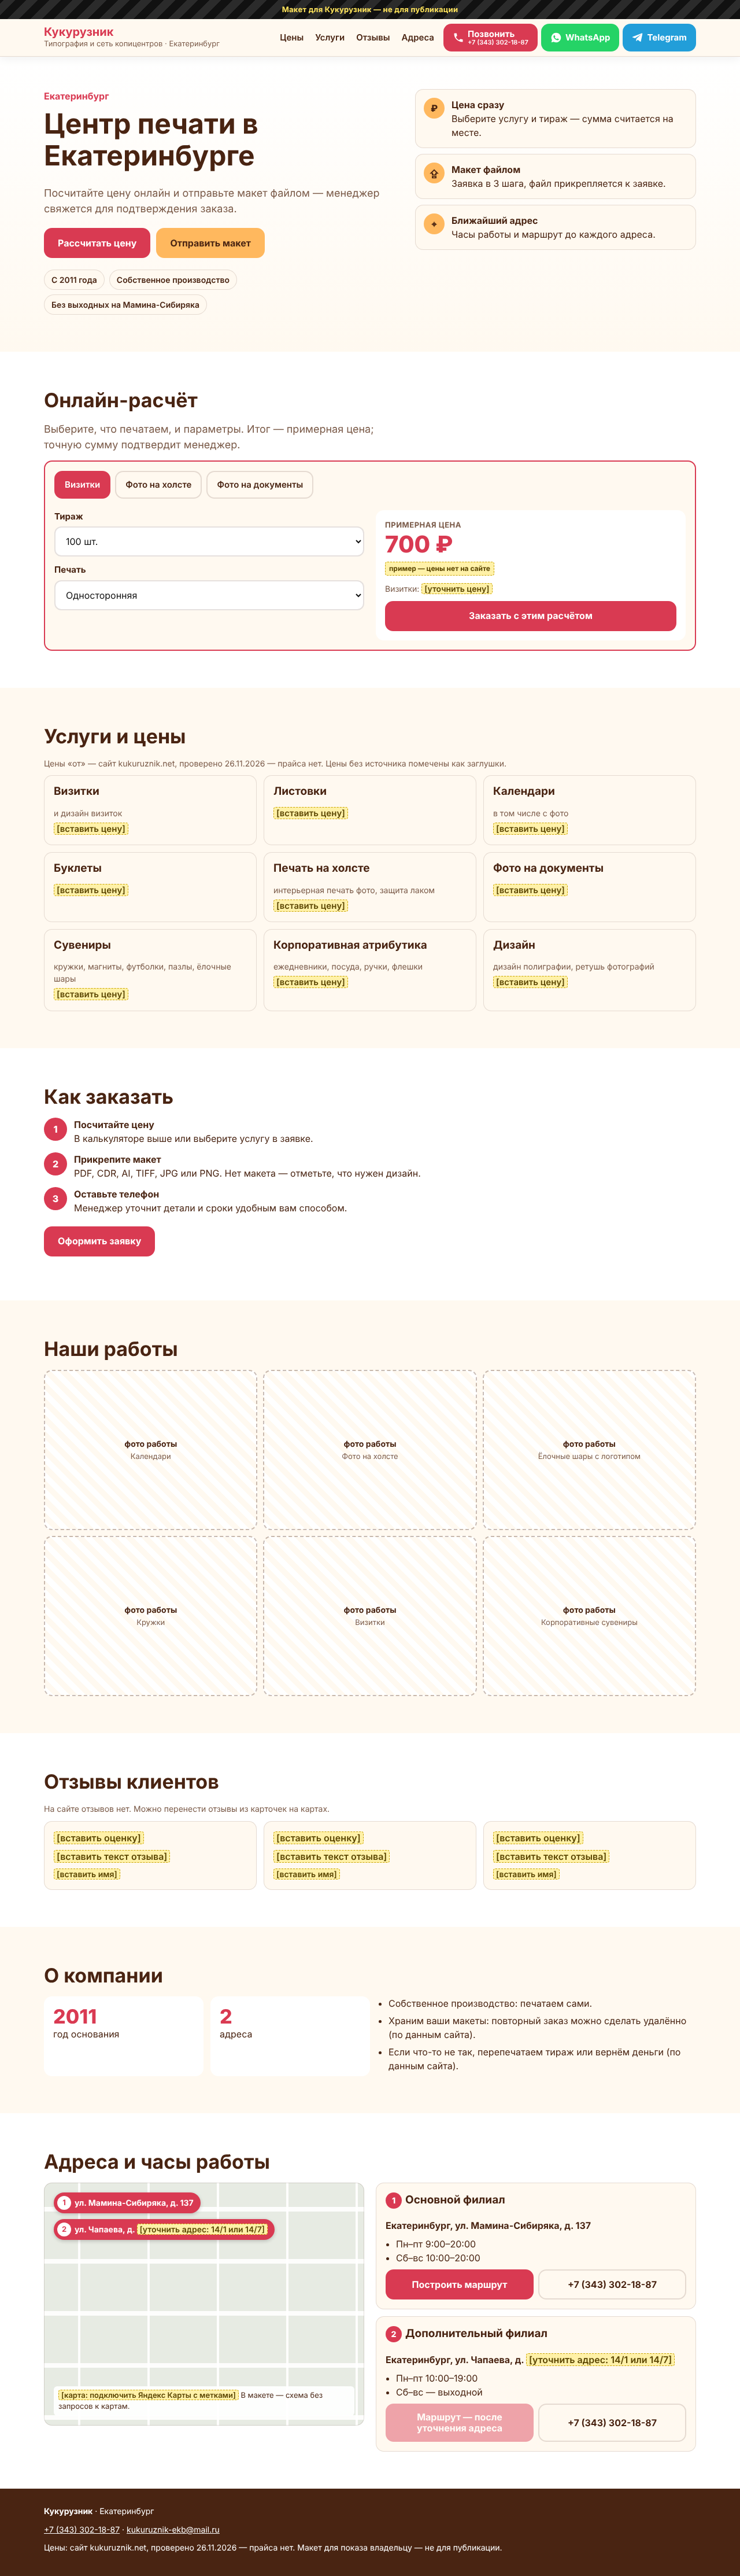 Макет для Кукурузник — не для публикации
Кукурузник
Типография и сеть копицентров · Екатеринбург
Цены
Услуги
Отзывы
Адреса
Позвонить
+7 (343) 302-18-87
WhatsApp
Telegram
Екатеринбург
Центр печати в
Екатеринбурге
Посчитайте цену онлайн и отправьте макет файлом — менеджер
свяжется для подтверждения заказа.
Рассчитать цену
Отправить макет
С 2011 года
Собственное производство
Без выходных на Мамина-Сибиряка
₽
Цена сразу
Выберите услугу и тираж — сумма считается на
месте.
Макет файлом
Заявка в 3 шага, файл прикрепляется к заявке.
Ближайший адрес
Часы работы и маршрут до каждого адреса.
Онлайн-расчёт
Выберите, что печатаем, и параметры. Итог — примерная цена;
точную сумму подтвердит менеджер.
Визитки
Фото на холсте
Фото на документы
Тираж
100 шт.
Печать
Односторонняя
ПРИМЕРНАЯ ЦЕНА
700 ₽
пример — цены нет на сайте
Визитки: [уточнить цену]
Заказать с этим расчётом
Услуги и цены
Цены «от» — сайт kukuruznik.net, проверено 26.11.2026 — прайса нет. Цены без источника помечены как заглушки.
Визитки
и дизайн визиток
[вставить цену]
Листовки
[вставить цену]
Календари
в том числе с фото
[вставить цену]
Буклеты
[вставить цену]
Печать на холсте
интерьерная печать фото, защита лаком
[вставить цену]
Фото на документы
[вставить цену]
Сувениры
кружки, магниты, футболки, пазлы, ёлочные
шары
[вставить цену]
Корпоративная атрибутика
ежедневники, посуда, ручки, флешки
[вставить цену]
Дизайн
дизайн полиграфии, ретушь фотографий
[вставить цену]
Как заказать
1
Посчитайте цену
В калькуляторе выше или выберите услугу в заявке.
2
Прикрепите макет
PDF, CDR, AI, TIFF, JPG или PNG. Нет макета — отметьте, что нужен дизайн.
3
Оставьте телефон
Менеджер уточнит детали и сроки удобным вам способом.
Оформить заявку
Наши работы
фото работы
Календари
фото работы
Фото на холсте
фото работы
Ёлочные шары с логотипом
фото работы
Кружки
фото работы
Визитки
фото работы
Корпоративные сувениры
Отзывы клиентов
На сайте отзывов нет. Можно перенести отзывы из карточек на картах.
[вставить оценку]
[вставить текст отзыва]
[вставить имя]
[вставить оценку]
[вставить текст отзыва]
[вставить имя]
[вставить оценку]
[вставить текст отзыва]
[вставить имя]
О компании
2011
год основания
2
адреса
Собственное производство: печатаем сами.
Храним ваши макеты: повторный заказ можно сделать удалённо
(по данным сайта).
Если что-то не так, перепечатаем тираж или вернём деньги (по
данным сайта).
Адреса и часы работы
1 ул. Мамина-Сибиряка, д. 137
2 ул. Чапаева, д. [уточнить адрес: 14/1 или 14/7]
[карта: подключить Яндекс Карты с метками] В макете — схема без
запросов к картам.
1 Основной филиал
Екатеринбург, ул. Мамина-Сибиряка, д. 137
Пн–пт 9:00–20:00
Сб–вс 10:00–20:00
Построить маршрут
+7 (343) 302-18-87
2 Дополнительный филиал
Екатеринбург, ул. Чапаева, д. [уточнить адрес: 14/1 или 14/7]
Пн–пт 10:00–19:00
Сб–вс — выходной
Маршрут — после
уточнения адреса
+7 (343) 302-18-87
Кукурузник · Екатеринбург
+7 (343) 302-18-87 · kukuruznik-ekb@mail.ru
Цены: сайт kukuruznik.net, проверено 26.11.2026 — прайса нет. Макет для показа владельцу — не для публикации.